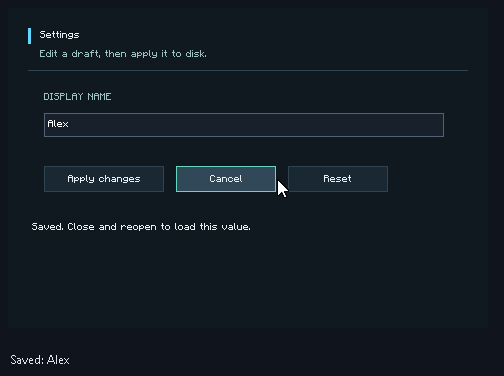 Settings
Edit a draft, then apply it to disk.
DISPLAY NAME
Alex
Apply changes
Cancel
Reset
Saved. Close and reopen to load this value.
Saved: Alex